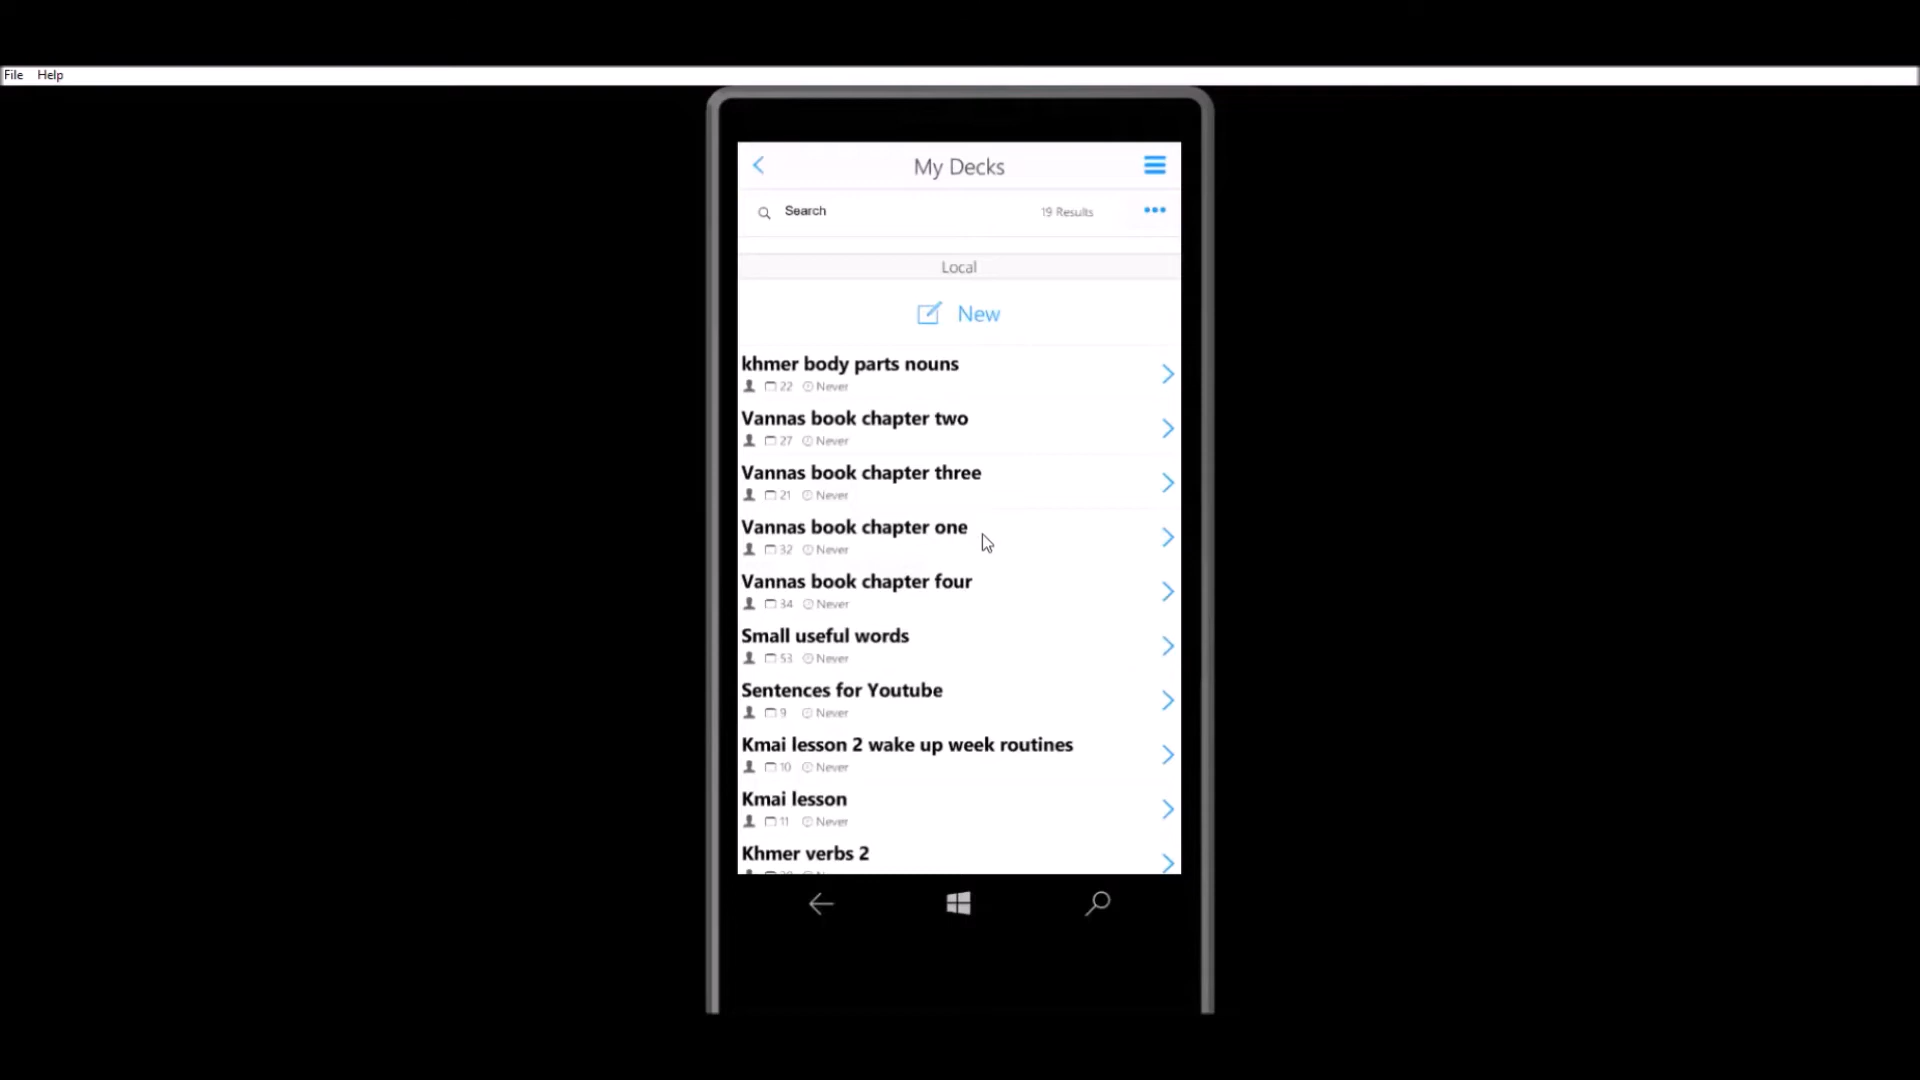 File Help
My Decks
Search 19 Results
Local
New
khmer body parts nouns
22 Never
Vannas book chapter two
27 Never
Vannas book chapter three
21 Never
Vannas book chapter one
32 Never
Vannas book chapter four
34 Never
Small useful words
53 Never
Sentences for Youtube
9 Never
Kmai lesson 2 wake up week routines
10 Never
Kmai lesson
11 Never
Khmer verbs 2